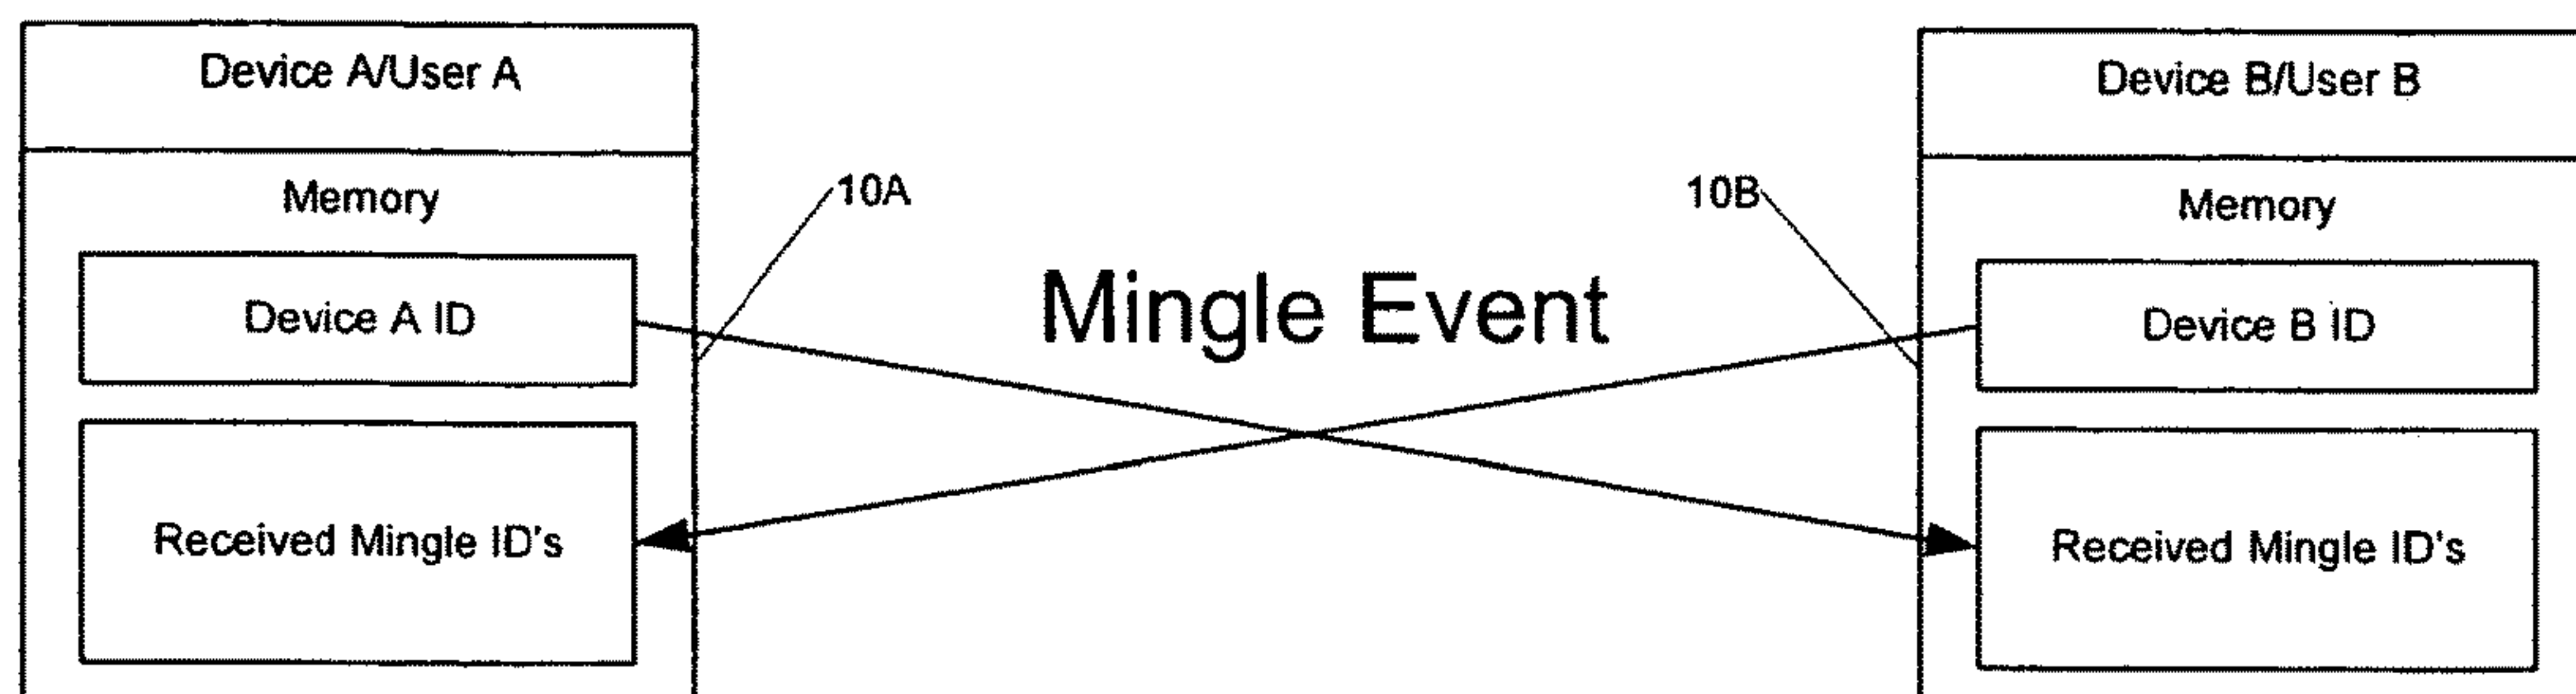 Device A/User A
Memory
Device A ID
Received Mingle ID's
10A
Mingle Event
10B
Device B/User B
Memory
Device B ID
Received Mingle ID's